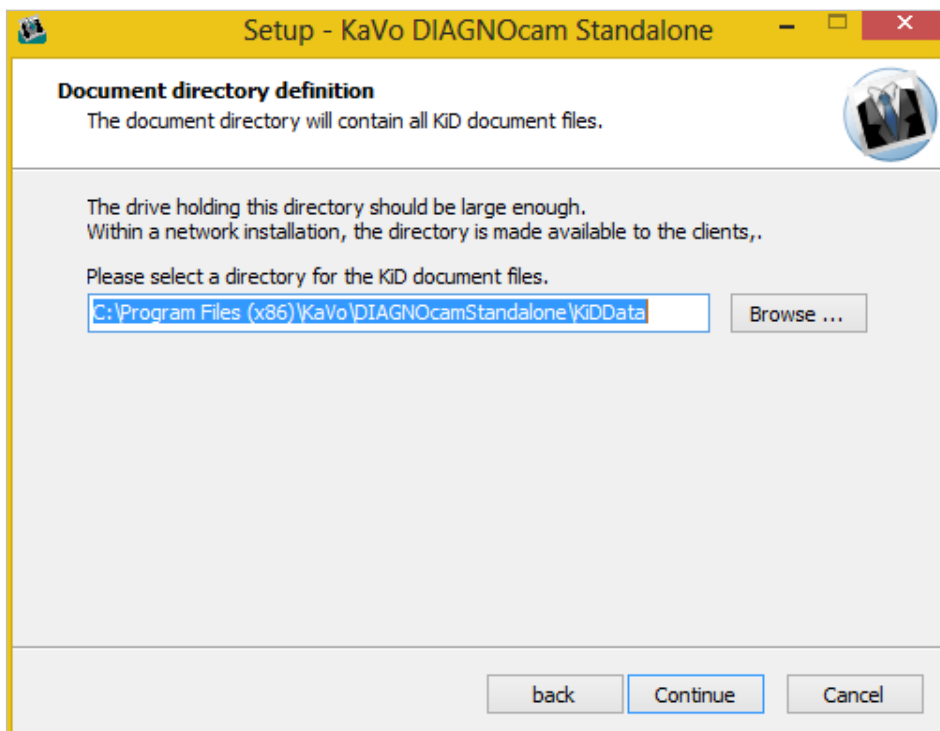 Setup - KaVo DIAGNOcam Standalone
Document directory definition
The document directory will contain all KiD document files.
The drive holding this directory should be large enough.
Within a network installation, the directory is made available to the clients,.
Please select a directory for the KiD document files.
C:\Program Files (x86)\KaVo\DIAGNOcamStandalone\KiDData
Browse ...
back
Continue
Cancel